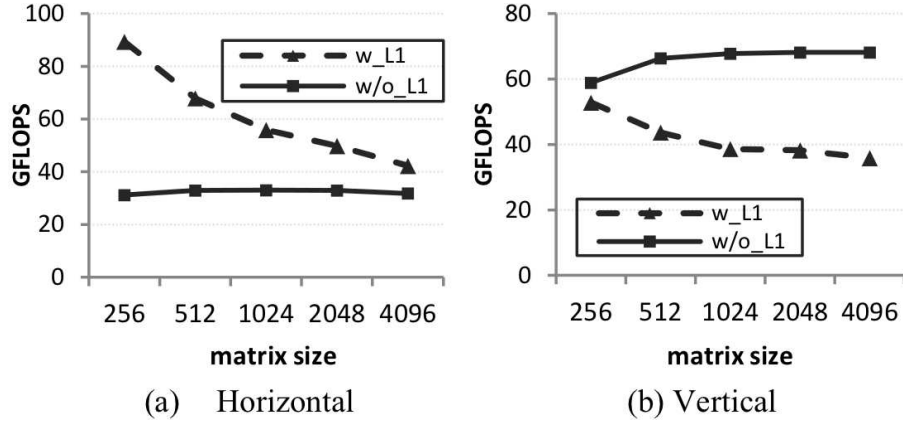 100
80
60
40
20
0
GFLOPS
w_L1
w/o_L1
256 512 1024 2048 4096
matrix size
(a) Horizontal
80
60
40
20
0
GFLOPS
w_L1
w/o_L1
256 512 1024 2048 4096
matrix size
(b) Vertical